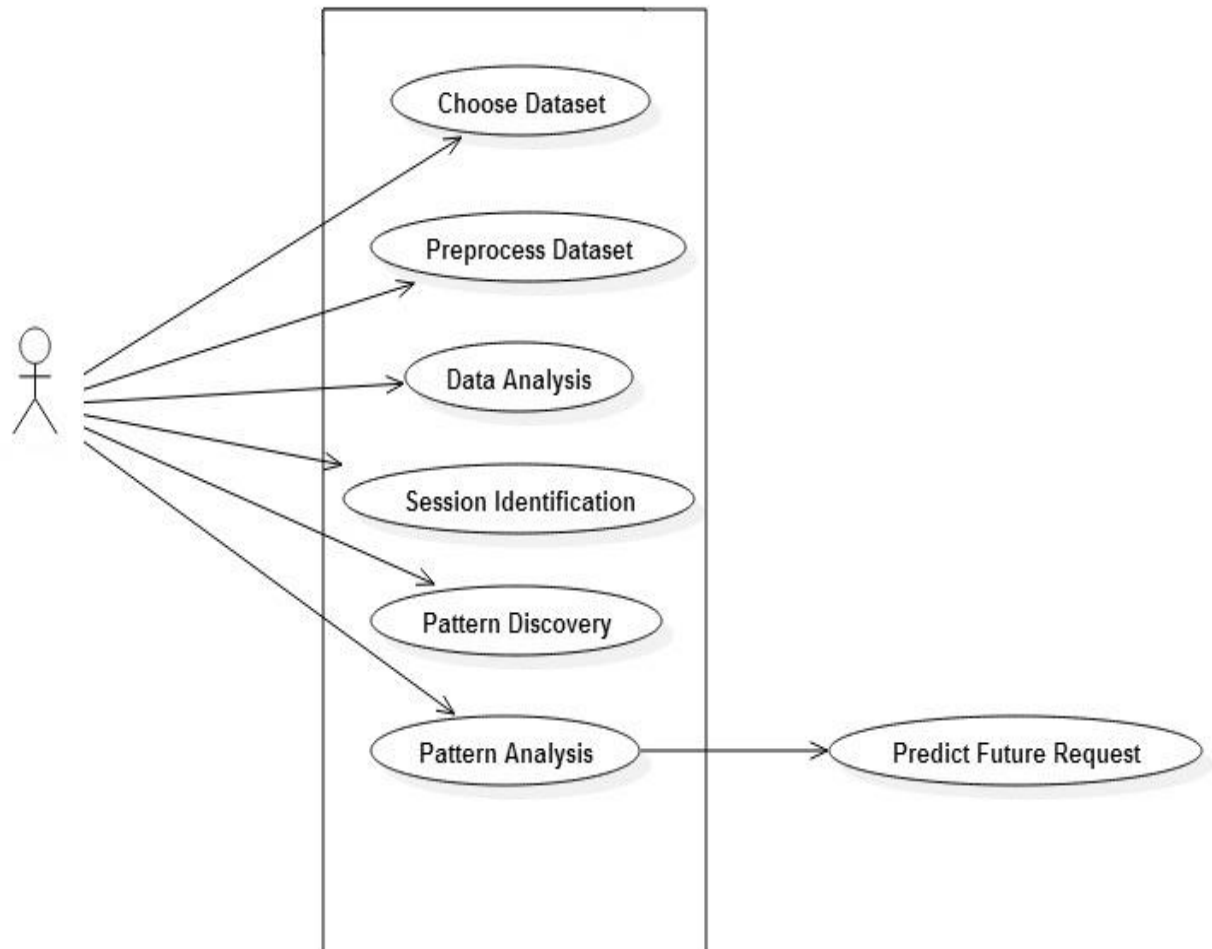 Choose Dataset
Preprocess Dataset
Data Analysis
Session Identification
Pattern Discovery
Pattern Analysis
Predict Future Request